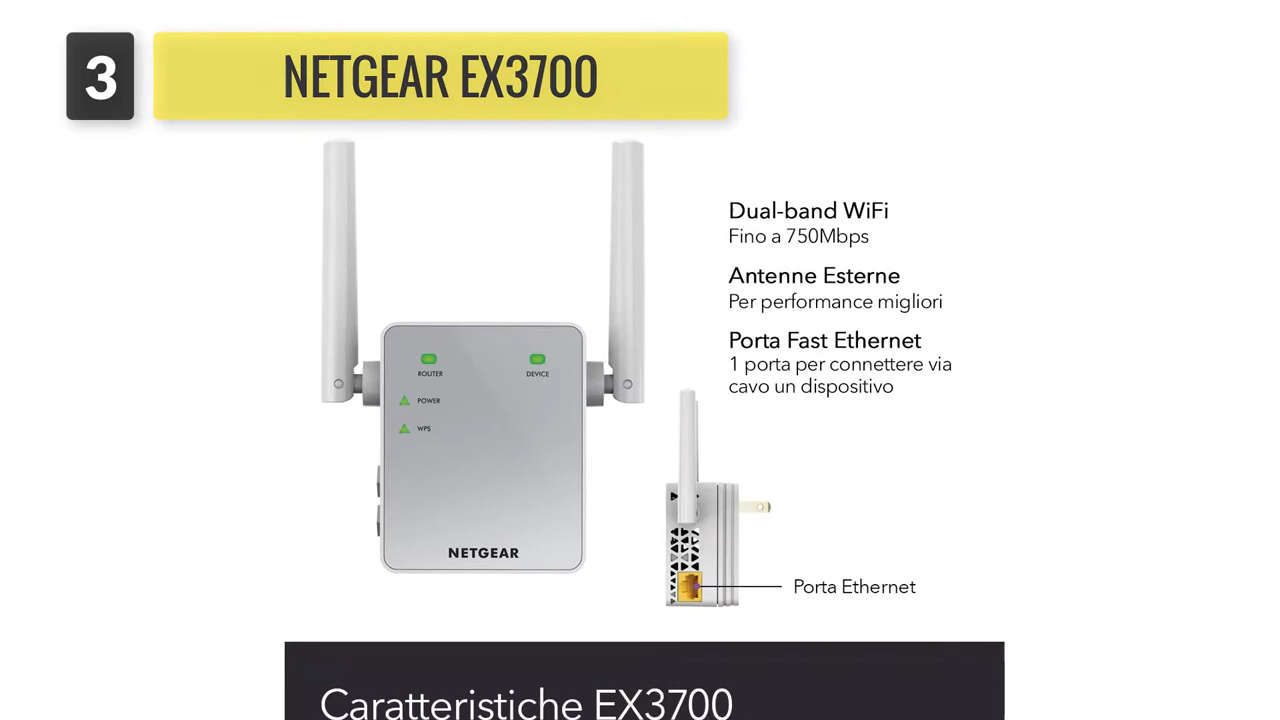 3
NETGEAR EX3700
Dual-band WiFi
Fino a 750Mbps
Antenne Esterne
Per performance migliori
Porta Fast Ethernet
1 porta per connettere via
cavo un dispositivo
ROUTER
DEVICE
POWER
WPS
NETGEAR
Porta Ethernet
Caratteristiche EX3700